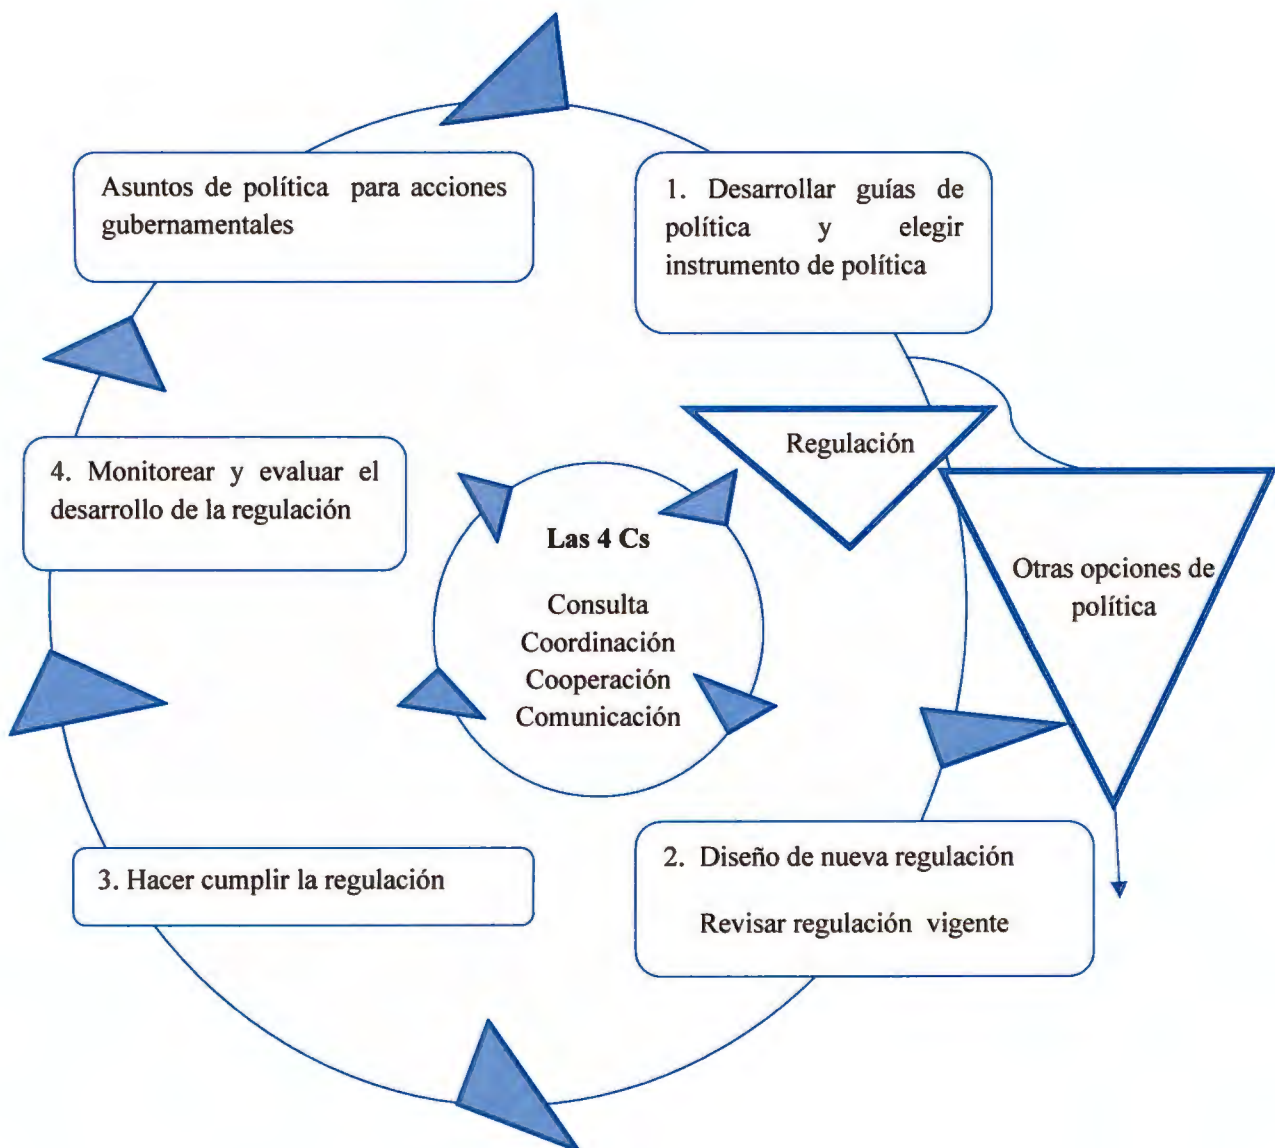 Asuntos de política para acciones
gubernamentales
1. Desarrollar guías de
política y elegir
instrumento de política
Regulación
Otras opciones de
política
4. Monitorear y evaluar el
desarrollo de la regulación
Las 4 Cs
Consulta
Coordinación
Cooperación
Comunicación
3. Hacer cumplir la regulación
2. Diseño de nueva regulación
Revisar regulación vigente